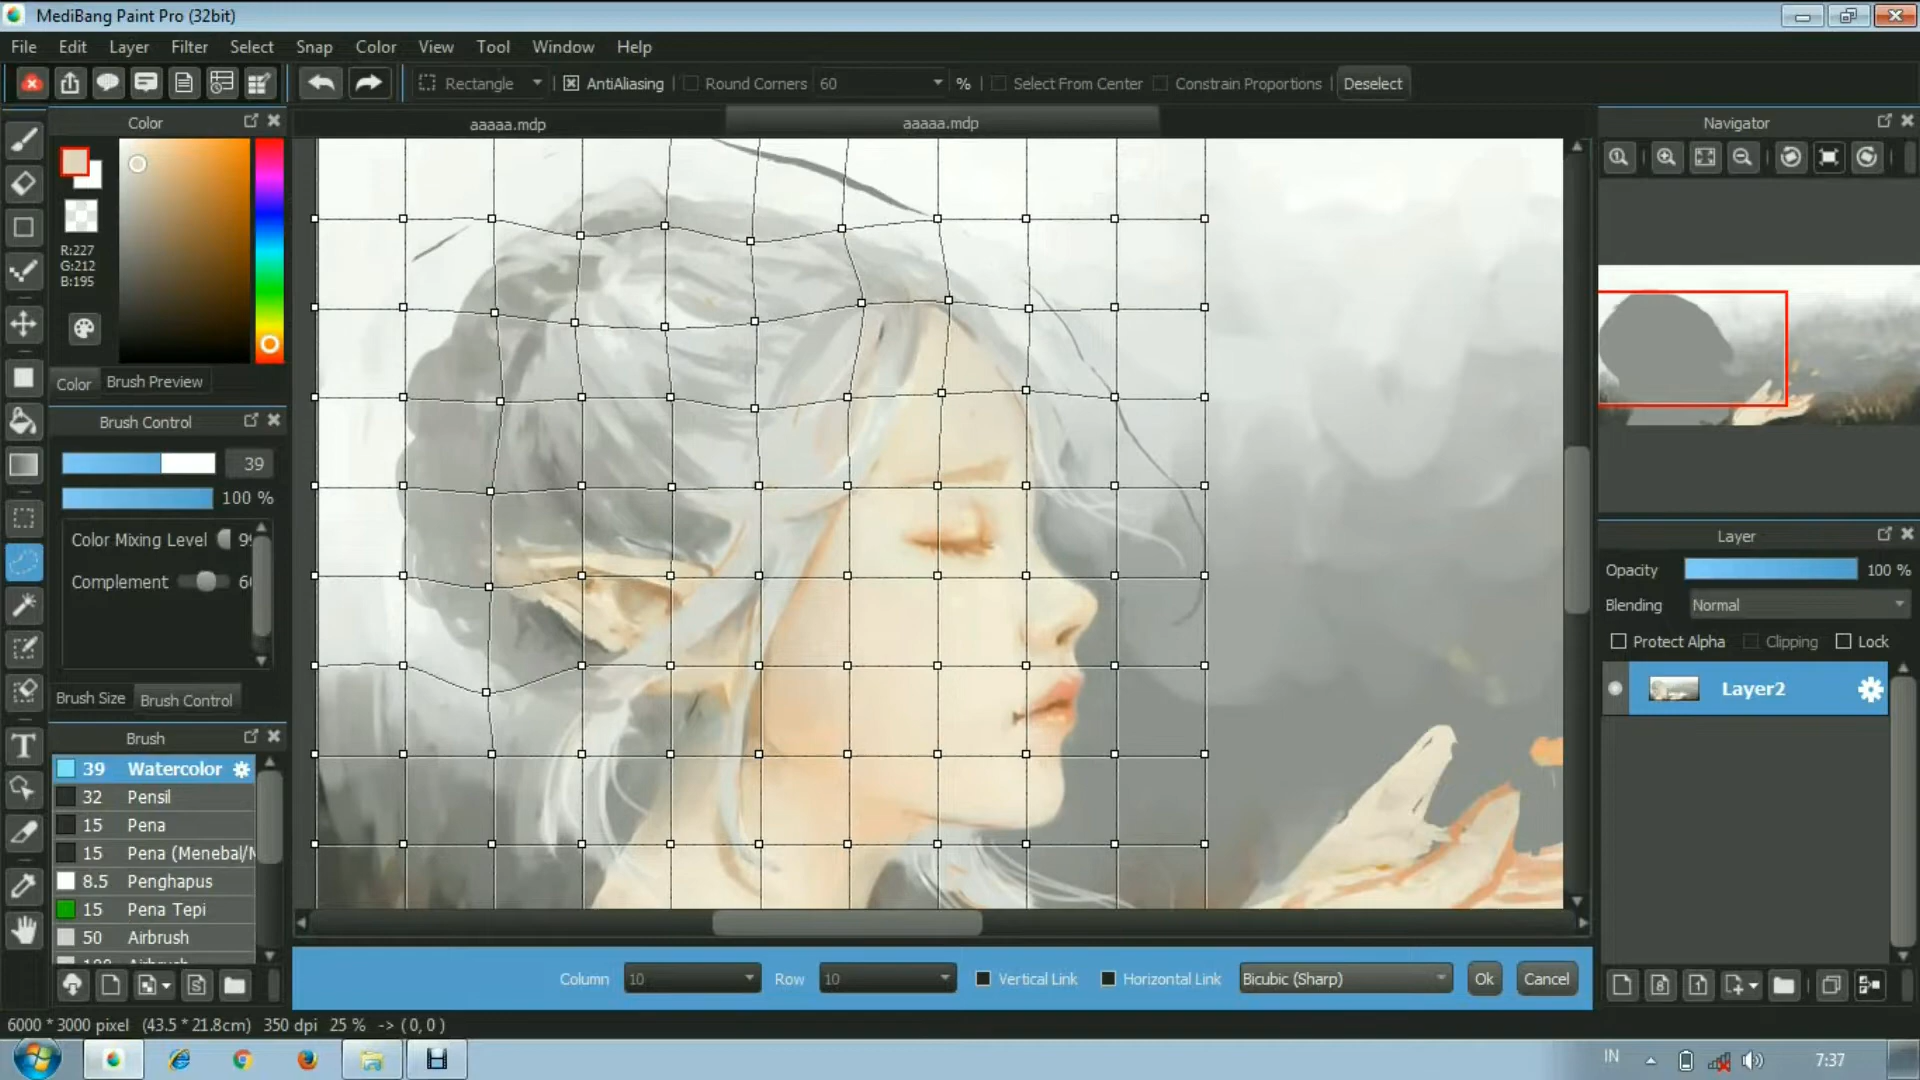 MediBang Paint Pro (32bit)
File Edit Layer Filter Select Snap Color View Tool Window Help
Rectangle AntiAliasing Round Corners 60 % Select From Center Constrain Proportions Deselect
Color
aaaaa.mdp
aaaaa.mdp
Navigator
R:227
G:212
B:195
Color Brush Preview
Brush Control
39
100 %
Color Mixing Level
Complement
Brush Size Brush Control
Brush
39 Watercolor
32 Pensil
15 Pena
15 Pena (Menebal/
8.5 Penghapus
15 Pena Tepi
50 Airbrush
Layer
Opacity 100 %
Blending Normal
Protect Alpha Clipping Lock
Layer2
Column 10 Row 10 Vertical Link Horizontal Link Bicubic (Sharp) Ok Cancel
6000 * 3000 pixel (43.5 * 21.8cm) 350 dpi 25 % -> ( 0, 0 )
IN 7:37